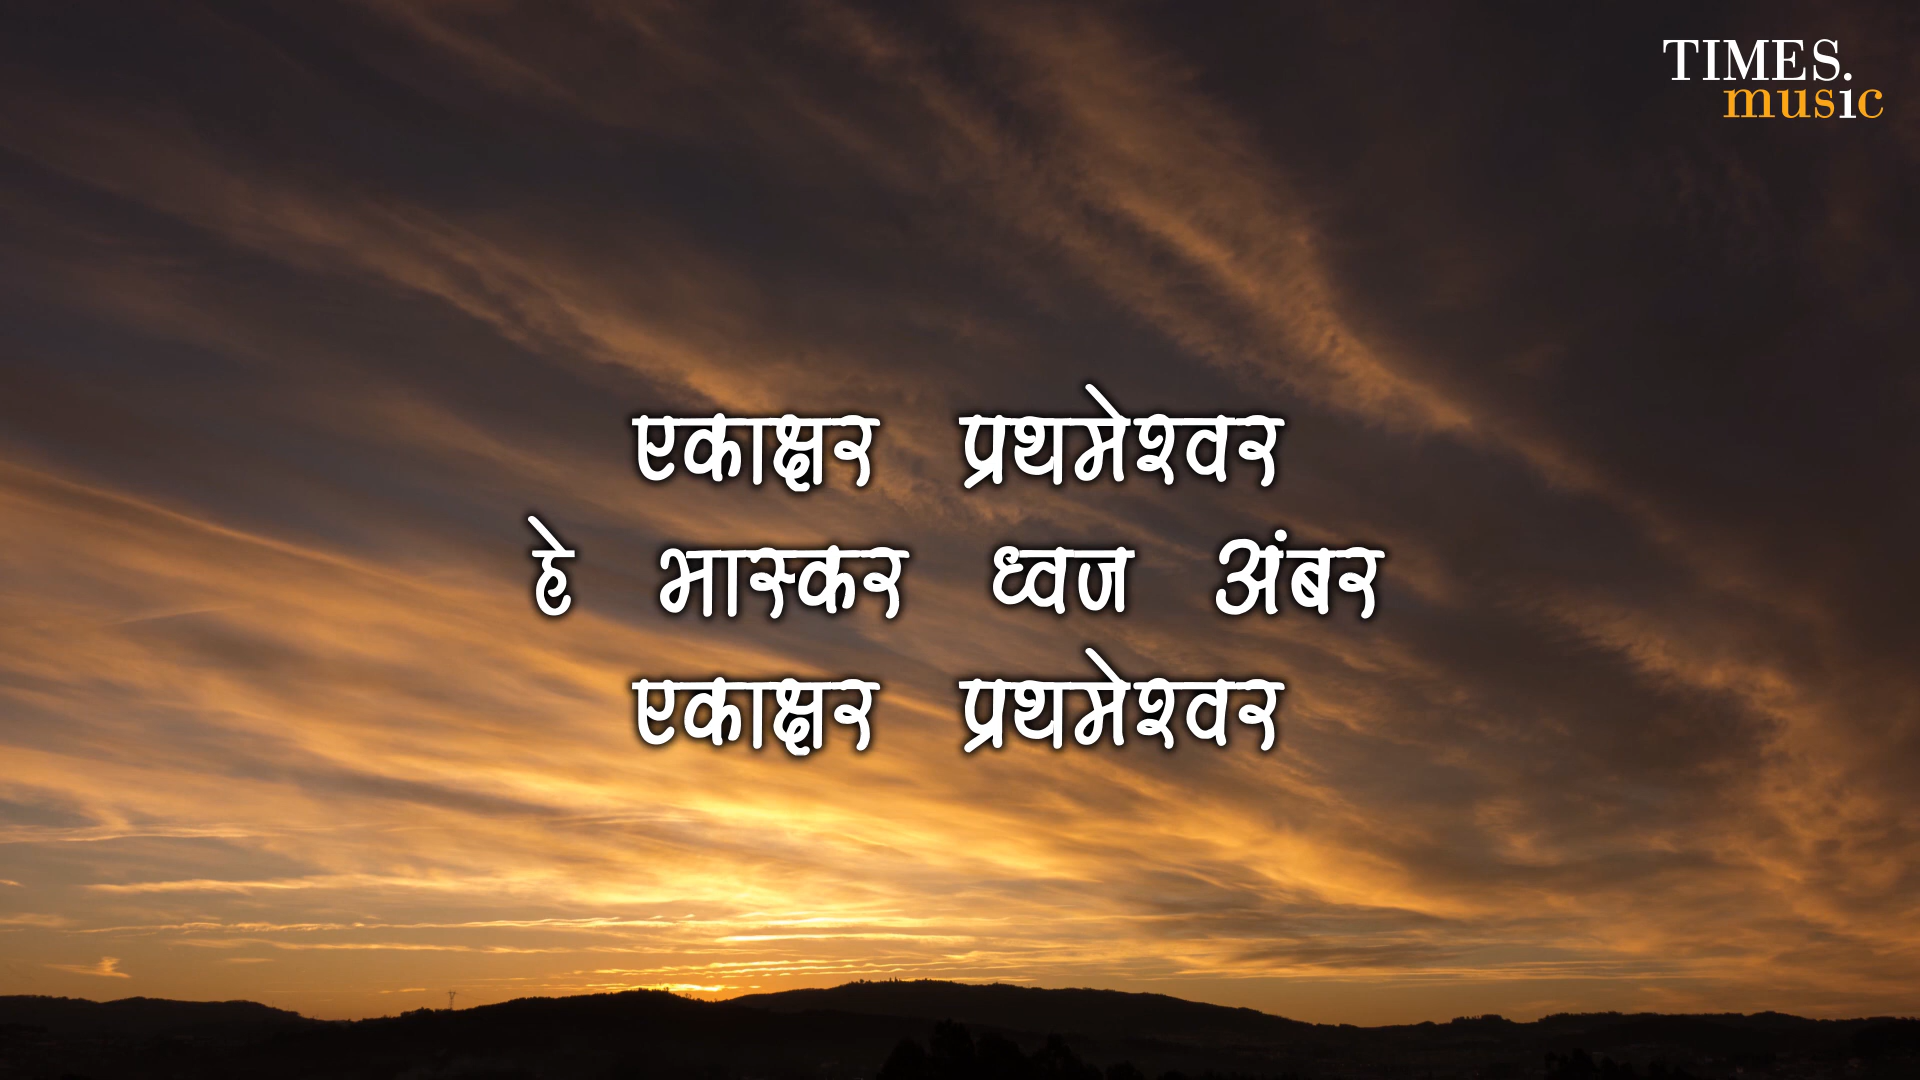 TIMES.
music
एकाक्षर प्रथमेश्वर
हे भास्कर ध्वज अंबर
एकाक्षर प्रथमेश्वर